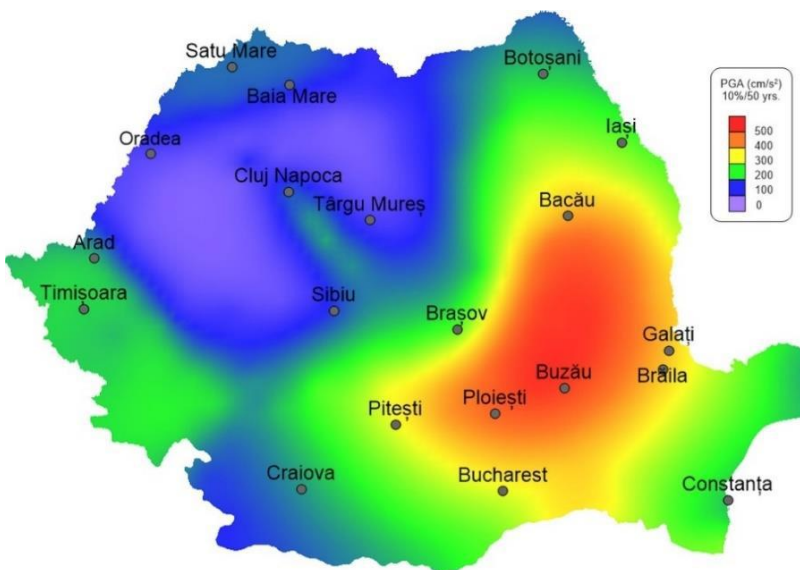 Satu Mare
Botoșani
Baia Mare
PGA (cm/s²)
10%/50 yrs.
500
400
300
200
100
0
Iași
Oradea
Cluj Napoca
Târgu Mureș
Bacău
Arad
Timișoara
Sibiu
Brașov
Galați
Brăila
Buzău
Ploiești
Pitești
Craiova
Bucharest
Constanța